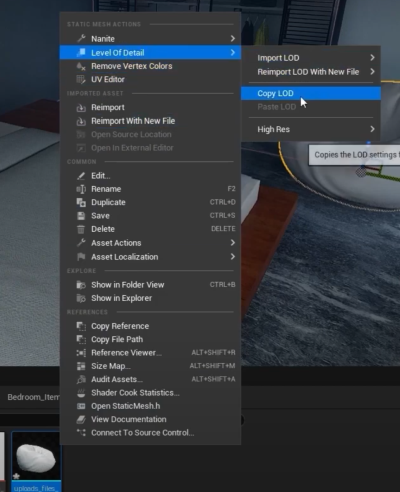 STATIC MESH ACTIONS
Nanite
Level Of Detail
Remove Vertex Colors
UV Editor
IMPORTED ASSET
Reimport
Reimport With New File
Open Source Location
Open In External Editor
COMMON
Edit...
Rename F2
Duplicate CTRL+D
Save CTRL+S
Delete DELETE
Asset Actions
Asset Localization
EXPLORE
Show in Folder View CTRL+B
Show in Explorer
REFERENCES
Copy Reference
Copy File Path
Reference Viewer... ALT+SHIFT+R
Size Map... ALT+SHIFT+M
Audit Assets... ALT+SHIFT+A
Shader Cook Statistics...
Open StaticMesh.h
View Documentation
Connect To Source Control...
Import LOD
Reimport LOD With New File
Copy LOD
Paste LOD
High Res
Copies the LOD settings
Bedroom_Item
uploads_files_